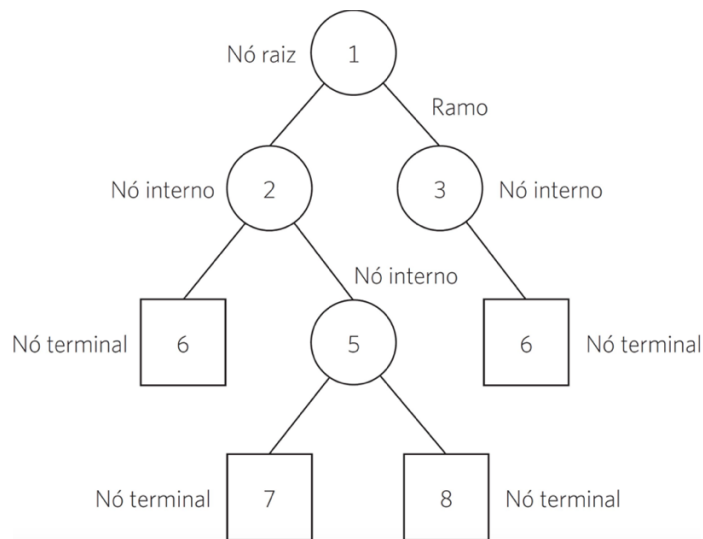 Nó raiz
1
Ramo
Nó interno
2
3
Nó interno
Nó interno
Nó terminal
6
5
6
Nó terminal
Nó terminal
7
8
Nó terminal